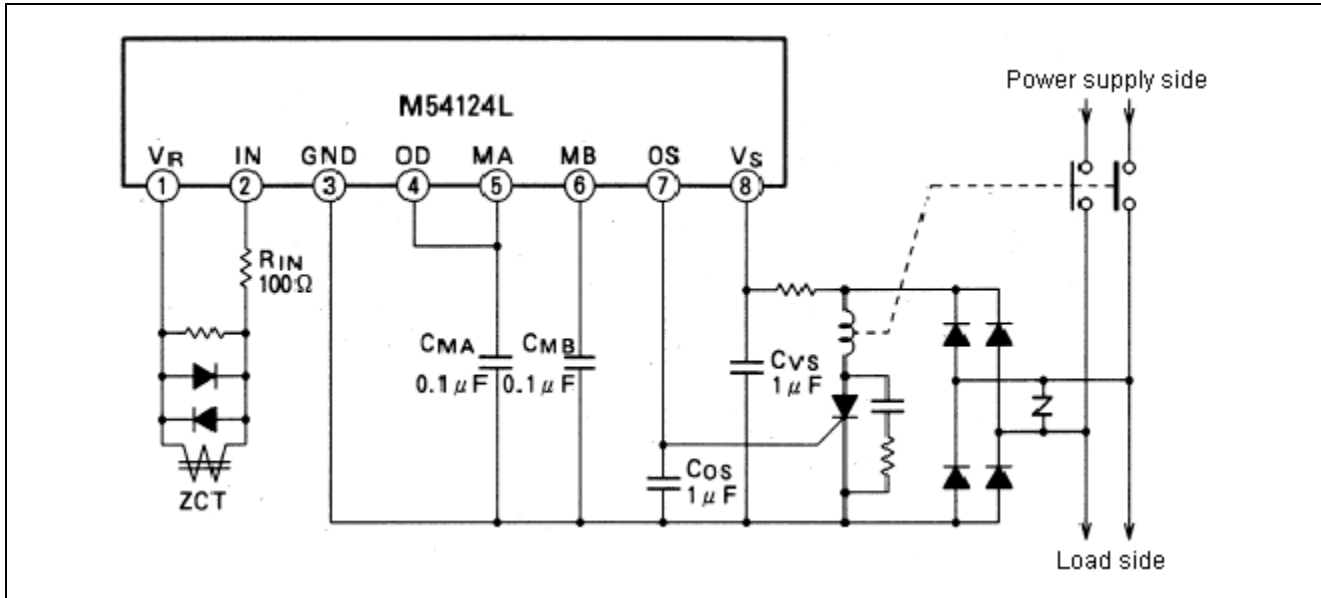 M54124L
VIR IN GND OD MA MB OS VS
1 2 3 4 5 6 7 8
Power supply side
RIN
100Ω
CMA
0.1μF
CMB
0.1μF
CVS
1μF
COS
1μF
ZCT
Load side